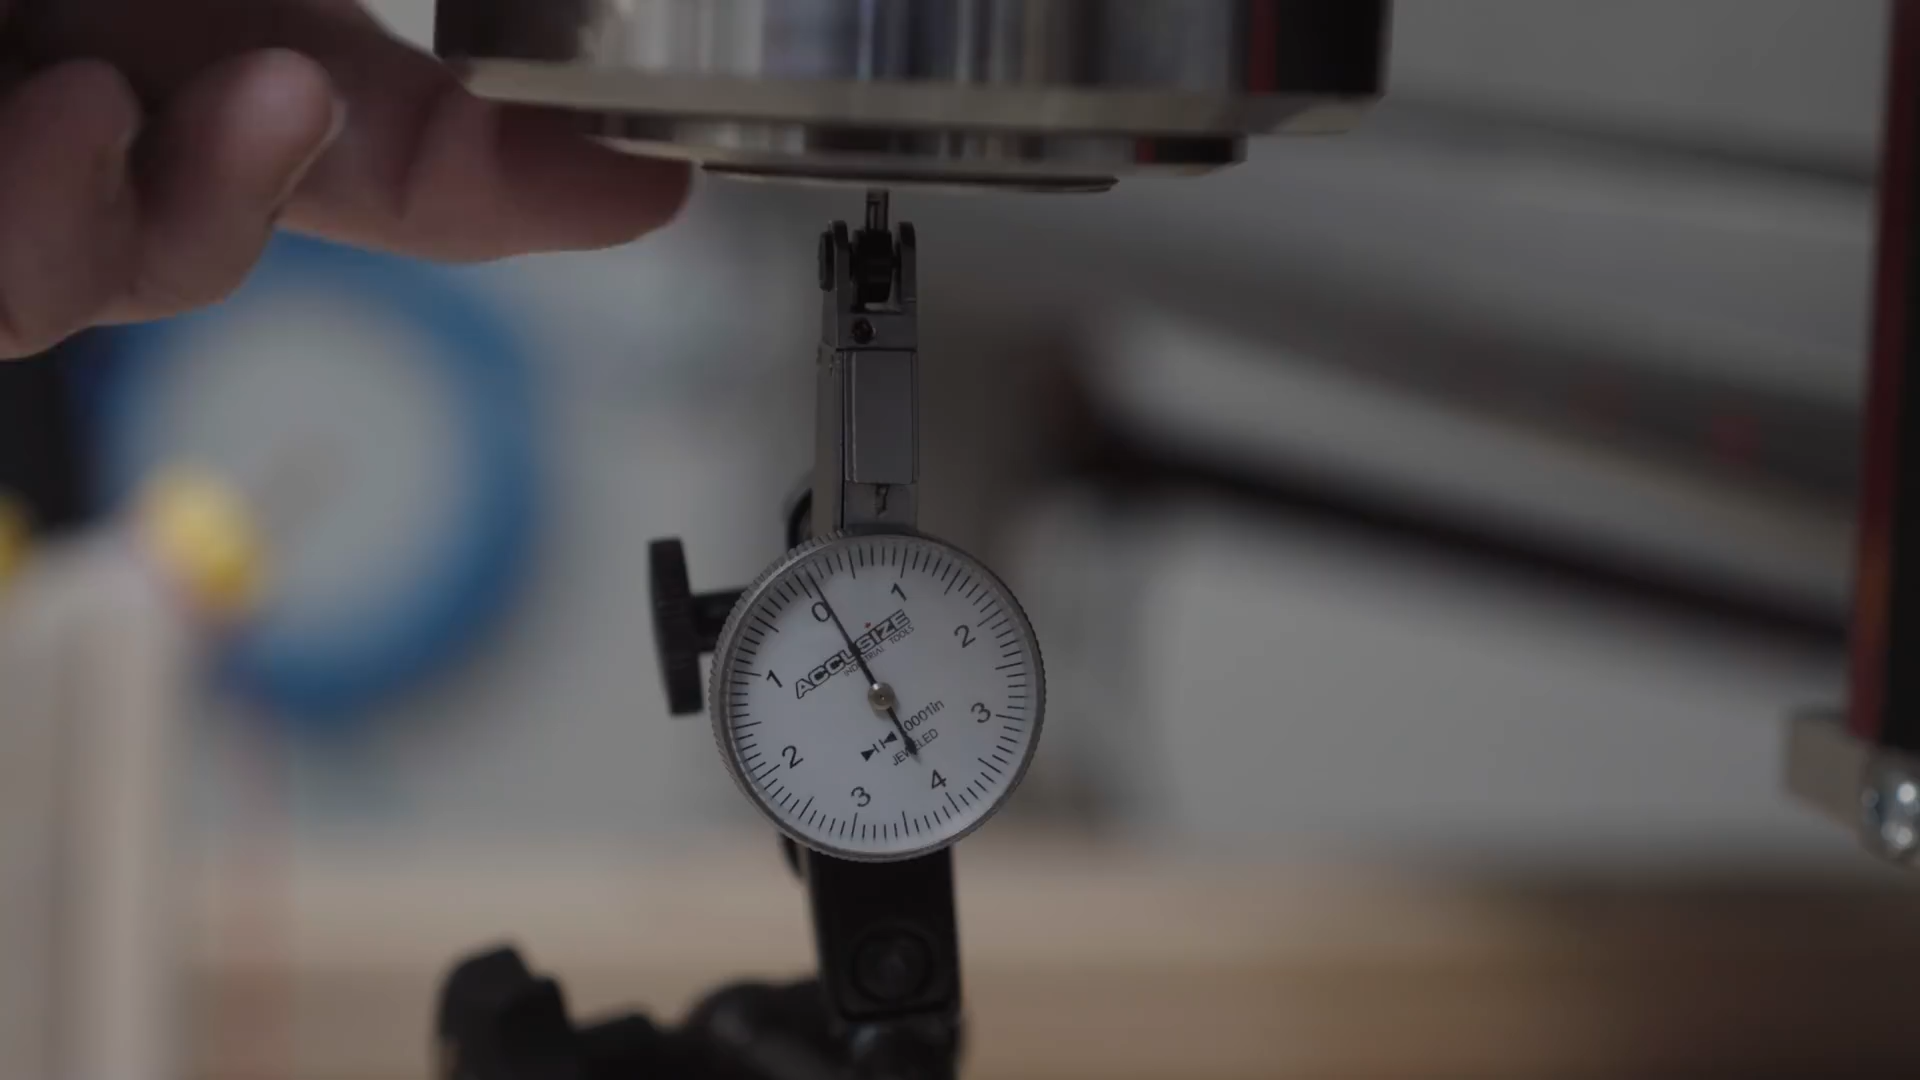 0
1
1
2
ACCUSIZE
INDUSTRIAL TOOLS
2
3
3
4
.0001in
JEWELED